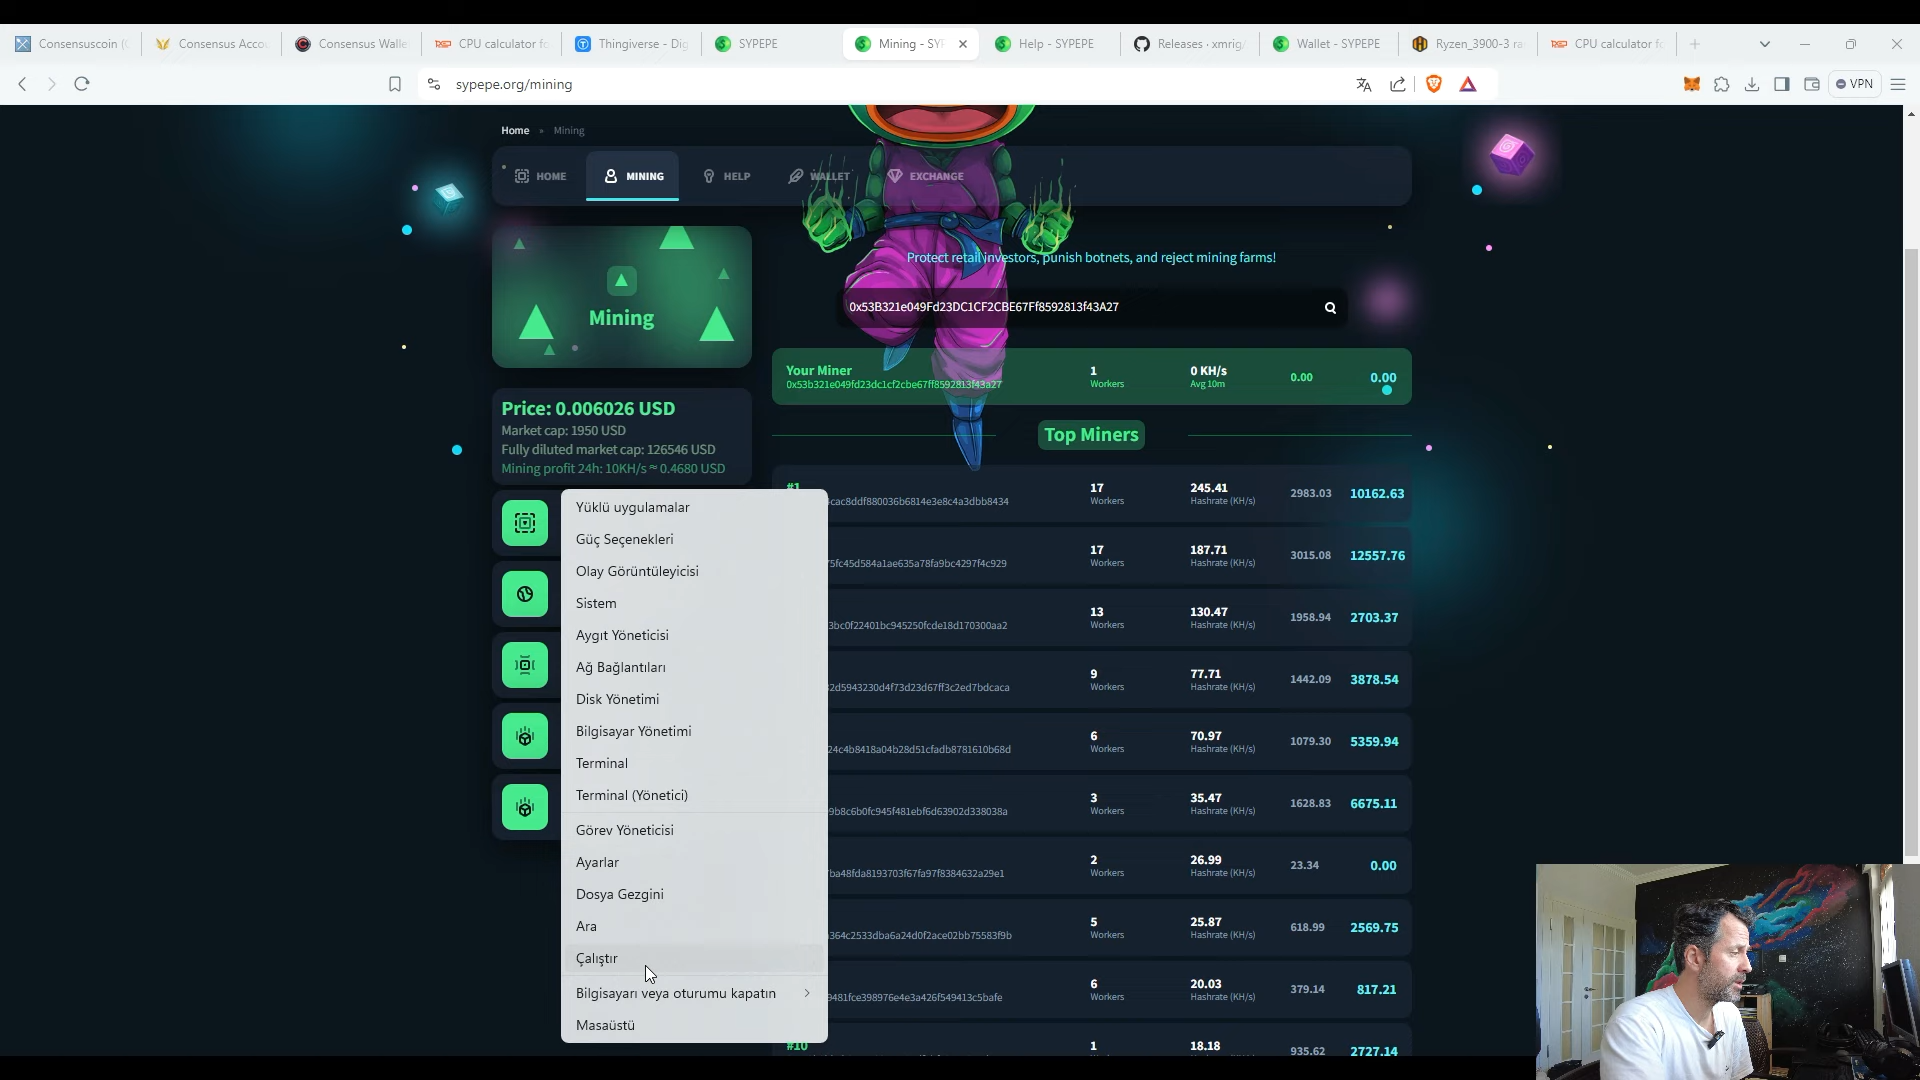 Consensuscoin (
Consensus Acco
Consensus Walle
CPU calculator fo
Thingiverse - Dig
SYPEPE
Mining - SYP
Help - SYPEPE
Releases · xmrig/
Wallet - SYPEPE
Ryzen_3900-3 ra
CPU calculator fo
sypepe.org/mining
VPN
Home » Mining
HOME
MINING
HELP
WALLET
EXCHANGE
Mining
Protect retail investors, punish botnets, and reject mining farms!
0x53B321e049Fd23DC1CF2CBE67Ff8592813f43A27
Your Miner
0x53b321e049fd23dc1cf2cbe67ff8592813f43a27
1
Workers
0 KH/s
Avg 10m
0.00
0.00
Price: 0.006026 USD
Market cap: 1950 USD
Fully diluted market cap: 126546 USD
Mining profit 24h: 10KH/s ≈ 0.4680 USD
Top Miners
#1
cac8ddf880036b6814e3e8c4a3dbb8434
17
Workers
245.41
Hashrate (KH/s)
2983.03
10162.63
5fc45d584a1ae635a78fa9bc4297f4c929
17
Workers
187.71
Hashrate (KH/s)
3015.08
12557.76
3bc0f22401bc945250fcde18d170300aa2
13
Workers
130.47
Hashrate (KH/s)
1958.94
2703.37
2d5943230d4f73d23d67ff3c2ed7bdcaca
9
Workers
77.71
Hashrate (KH/s)
1442.09
3878.54
24c4b8418a04b28d51cfadb8781610b68d
6
Workers
70.97
Hashrate (KH/s)
1079.30
5359.94
9b8c6b0fc945f481ebf6d63902d338038a
3
Workers
35.47
Hashrate (KH/s)
1628.83
6675.11
ba48fda8193703f67fa97f8384632a29e1
2
Workers
26.99
Hashrate (KH/s)
23.34
0.00
a364c2533dba6a24d0f2ace02bb75583f9b
5
Workers
25.87
Hashrate (KH/s)
618.99
2569.75
9481fce398976e4e3a426f549413c5bafe
6
Workers
20.03
Hashrate (KH/s)
379.14
817.21
#10
1
18.18
935.62
2727.14
Yüklü uygulamalar
Güç Seçenekleri
Olay Görüntüleyicisi
Sistem
Aygıt Yöneticisi
Ağ Bağlantıları
Disk Yönetimi
Bilgisayar Yönetimi
Terminal
Terminal (Yönetici)
Görev Yöneticisi
Ayarlar
Dosya Gezgini
Ara
Çalıştır
Bilgisayarı veya oturumu kapatın
Masaüstü